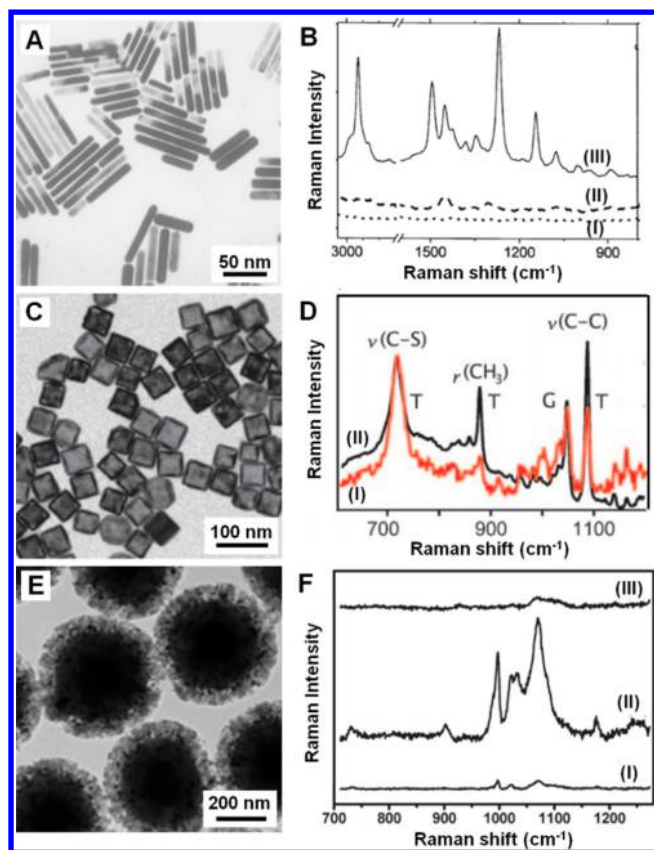 A
50 nm
B
Raman Intensity
(III)
(II)
(I)
3000 1500 1200 900
Raman shift (cm⁻¹)
C
100 nm
D
Raman Intensity
ν(C–S)
ν(C–C)
r(CH₃)
T T G T
(II)
(I)
700 900 1100
Raman shift (cm⁻¹)
E
200 nm
F
Raman Intensity
(III)
(II)
(I)
700 800 900 1000 1100 1200
Raman shift (cm⁻¹)